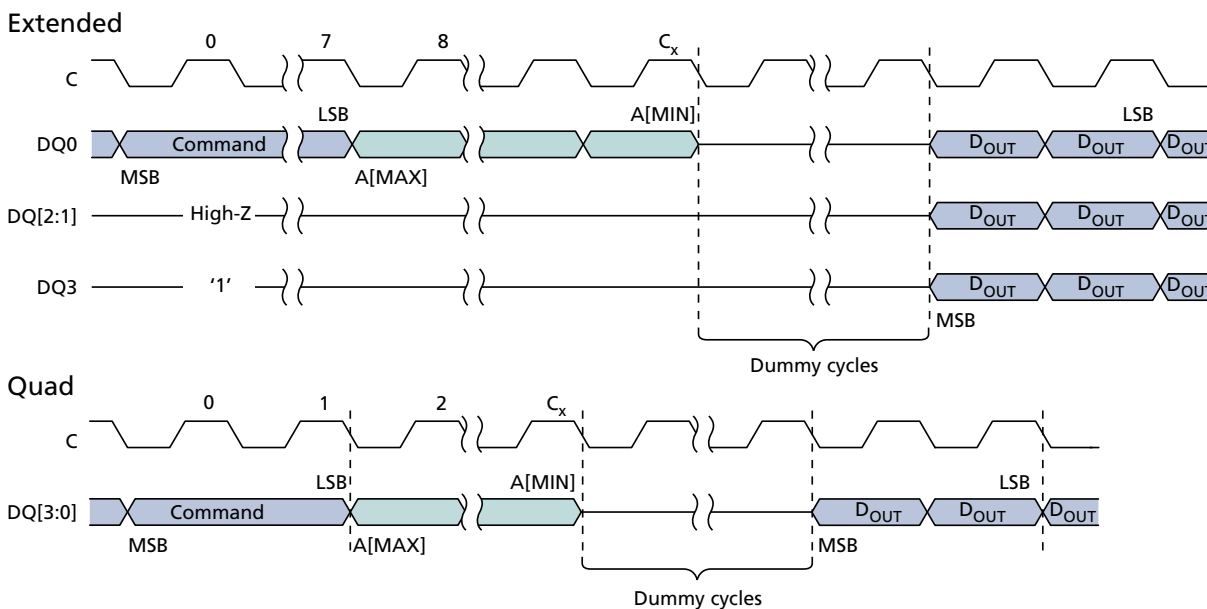 Extended
0 7 8 Cx
C
LSB A[MIN] LSB
DQ0 Command DOUT DOUT DOUT
MSB A[MAX]
DQ[2:1] High-Z DOUT DOUT DOUT
DQ3 ‘1’ DOUT DOUT DOUT
MSB
Dummy cycles
Quad
0 1 2 Cx
C
LSB A[MIN] LSB
DQ[3:0] Command DOUT DOUT DOUT
MSB A[MAX] MSB
Dummy cycles